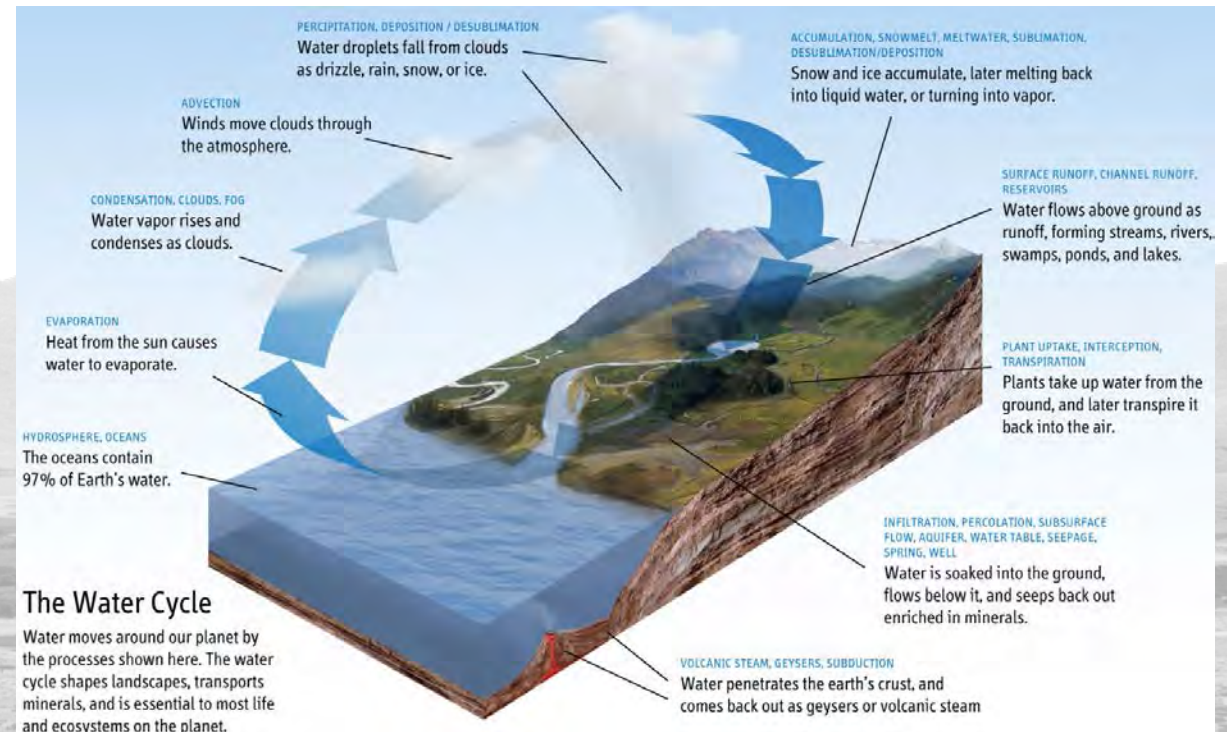 PERCIPITATION, DEPOSITION / DESUBLIMATION
Water droplets fall from clouds
as drizzle, rain, snow, or ice.
ACCUMULATION, SNOWMELT, MELTWATER, SUBLIMATION,
DESUBLIMATION/DEPOSITION
Snow and ice accumulate, later melting back
into liquid water, or turning into vapor.
ADVECTION
Winds move clouds through
the atmosphere.
SURFACE RUNOFF, CHANNEL RUNOFF,
RESERVOIRS
Water flows above ground as
runoff, forming streams, rivers,
swamps, ponds, and lakes.
CONDENSATION, CLOUDS, FOG
Water vapor rises and
condenses as clouds.
EVAPORATION
Heat from the sun causes
water to evaporate.
PLANT UPTAKE, INTERCEPTION,
TRANSPIRATION
Plants take up water from the
ground, and later transpire it
back into the air.
HYDROSPHERE, OCEANS
The oceans contain
97% of Earth's water.
INFILTRATION, PERCOLATION, SUBSURFACE
FLOW, AQUIFER, WATER TABLE, SEEPAGE,
SPRING, WELL
Water is soaked into the ground,
flows below it, and seeps back out
enriched in minerals.
The Water Cycle
Water moves around our planet by
the processes shown here. The water
cycle shapes landscapes, transports
minerals, and is essential to most life
and ecosystems on the planet.
VOLCANIC STEAM, GEYSERS, SUBDUCTION
Water penetrates the earth's crust, and
comes back out as geysers or volcanic steam